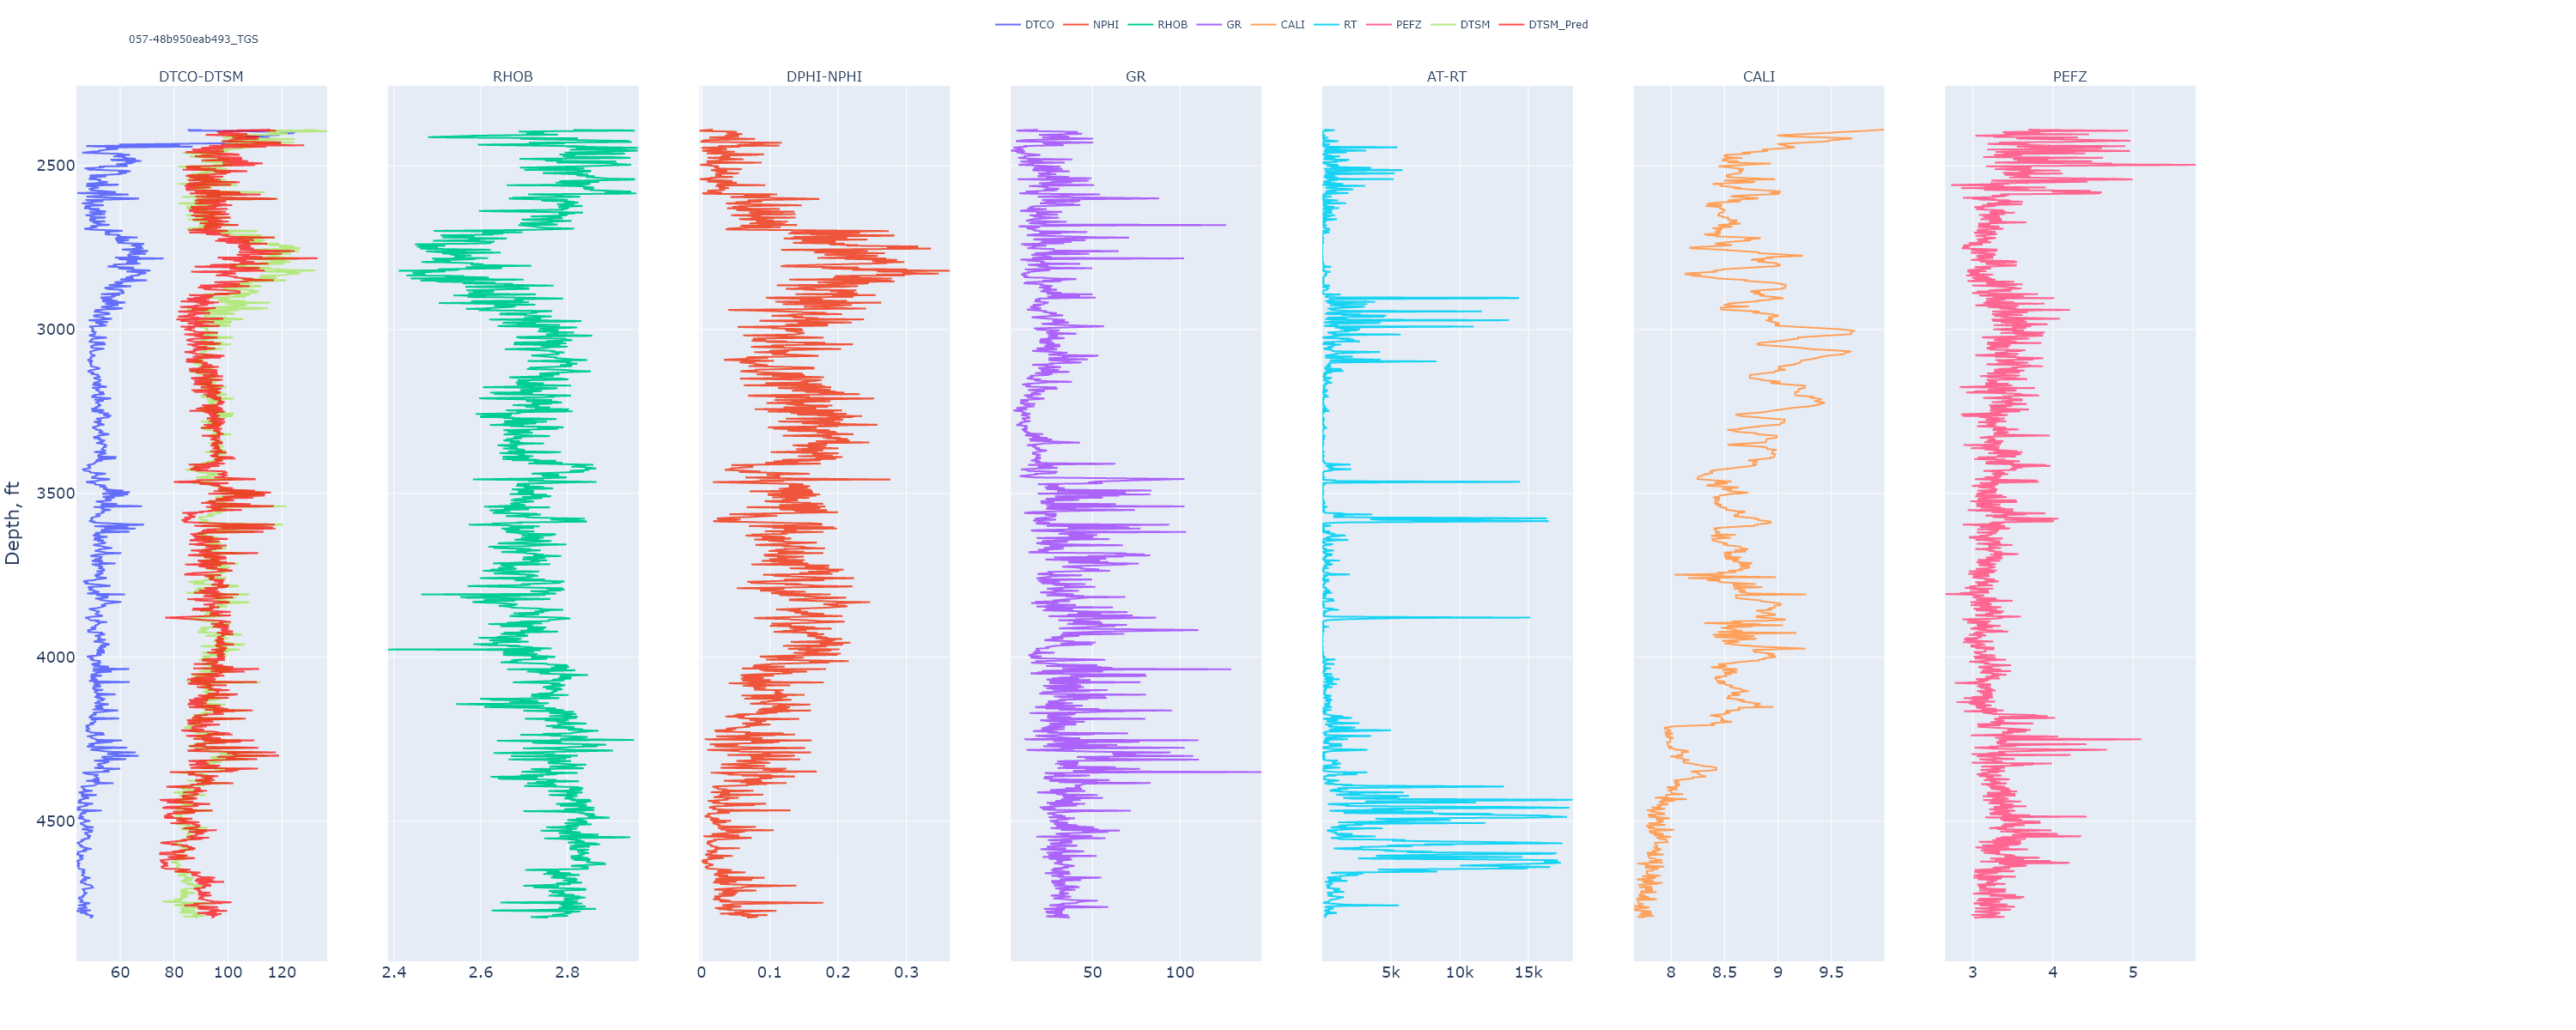 DTCO NPHI RHOB GR CALI RT PEFZ DTSM DTSM_Pred
057-48b950eab493_TGS
DTCO-DTSM RHOB DPHI-NPHI GR AT-RT CALI PEFZ
Depth, ft
2500
3000
3500
4000
4500
60 80 100 120 2.4 2.6 2.8 0 0.1 0.2 0.3 50 100 5k 10k 15k 8 8.5 9 9.5 3 4 5